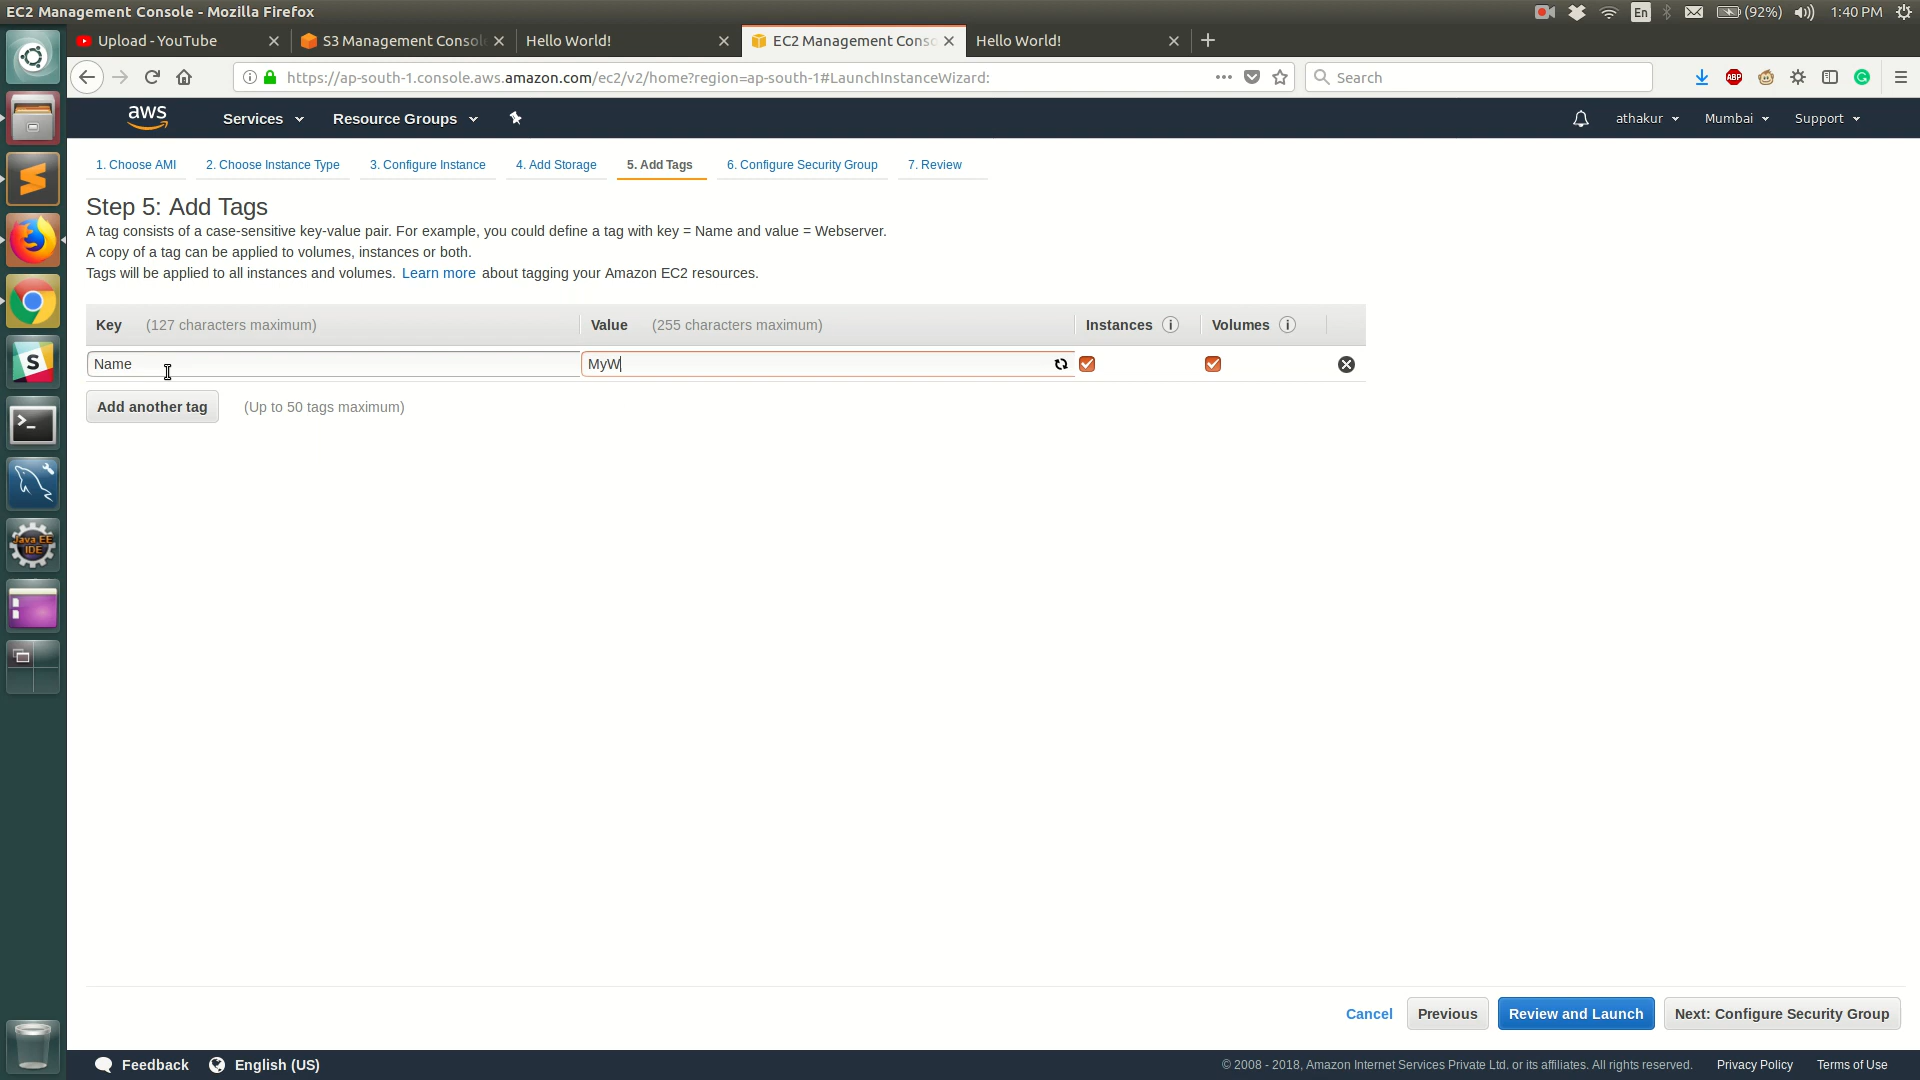 EC2 Management Console - Mozilla Firefox
En
(92%)
1:40 PM
Upload - YouTube
S3 Management Consol
Hello World!
EC2 Management Conso
Hello World!
https://ap-south-1.console.aws.amazon.com/ec2/v2/home?region=ap-south-1#LaunchInstanceWizard:
Search
ABP
aws
Services
Resource Groups
athakur
Mumbai
Support
1. Choose AMI
2. Choose Instance Type
3. Configure Instance
4. Add Storage
5. Add Tags
6. Configure Security Group
7. Review
Step 5: Add Tags
A tag consists of a case-sensitive key-value pair. For example, you could define a tag with key = Name and value = Webserver.
A copy of a tag can be applied to volumes, instances or both.
Tags will be applied to all instances and volumes. Learn more about tagging your Amazon EC2 resources.
Key (127 characters maximum)
Value (255 characters maximum)
Instances
Volumes
Name
MyW
Add another tag
(Up to 50 tags maximum)
S
Java EE
IDE
Cancel
Previous
Review and Launch
Next: Configure Security Group
Feedback
English (US)
© 2008 - 2018, Amazon Internet Services Private Ltd. or its affiliates. All rights reserved.
Privacy Policy
Terms of Use